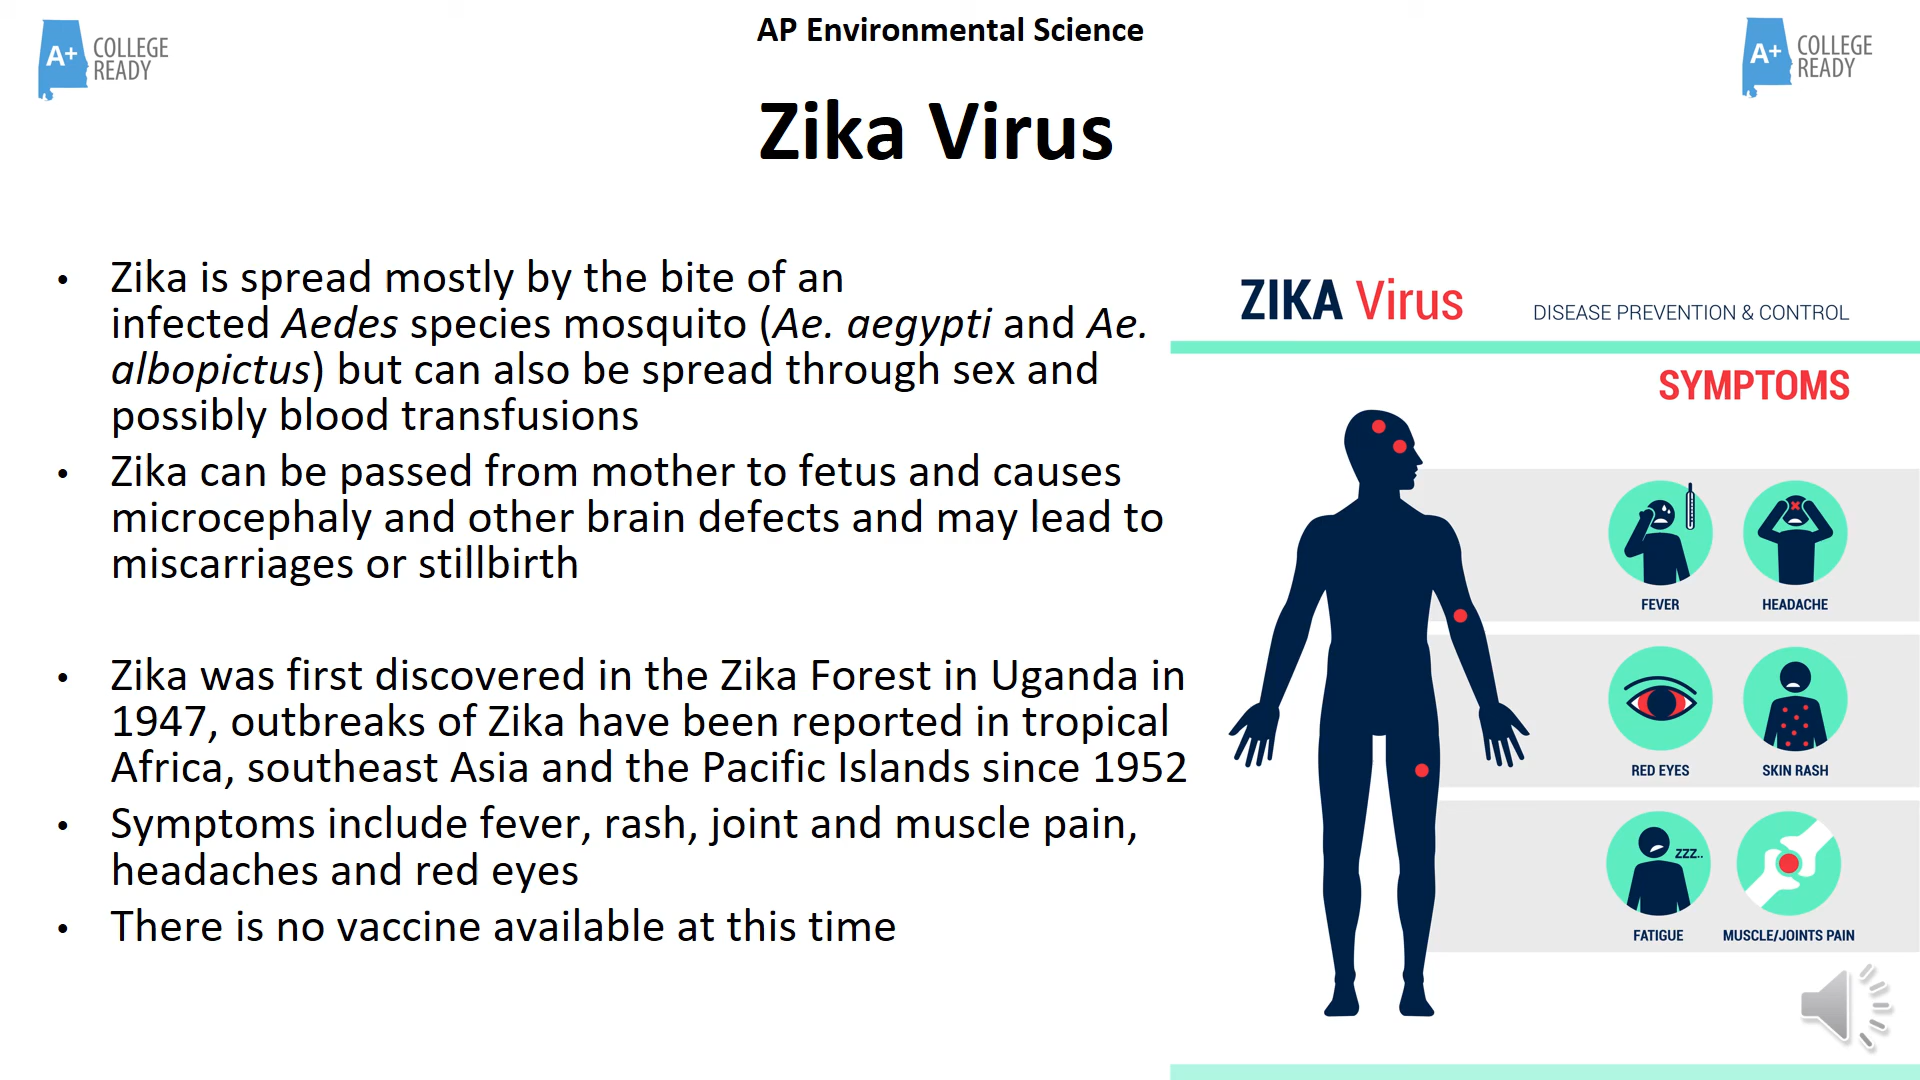 A+ COLLEGE
READY
AP Environmental Science
A+ COLLEGE
READY
Zika Virus
• Zika is spread mostly by the bite of an
infected Aedes species mosquito (Ae. aegypti and Ae.
albopictus) but can also be spread through sex and
possibly blood transfusions
• Zika can be passed from mother to fetus and causes
microcephaly and other brain defects and may lead to
miscarriages or stillbirth
• Zika was first discovered in the Zika Forest in Uganda in
1947, outbreaks of Zika have been reported in tropical
Africa, southeast Asia and the Pacific Islands since 1952
• Symptoms include fever, rash, joint and muscle pain,
headaches and red eyes
• There is no vaccine available at this time
ZIKA Virus
DISEASE PREVENTION & CONTROL
SYMPTOMS
FEVER
HEADACHE
RED EYES
SKIN RASH
ZZZ..
FATIGUE
MUSCLE/JOINTS PAIN